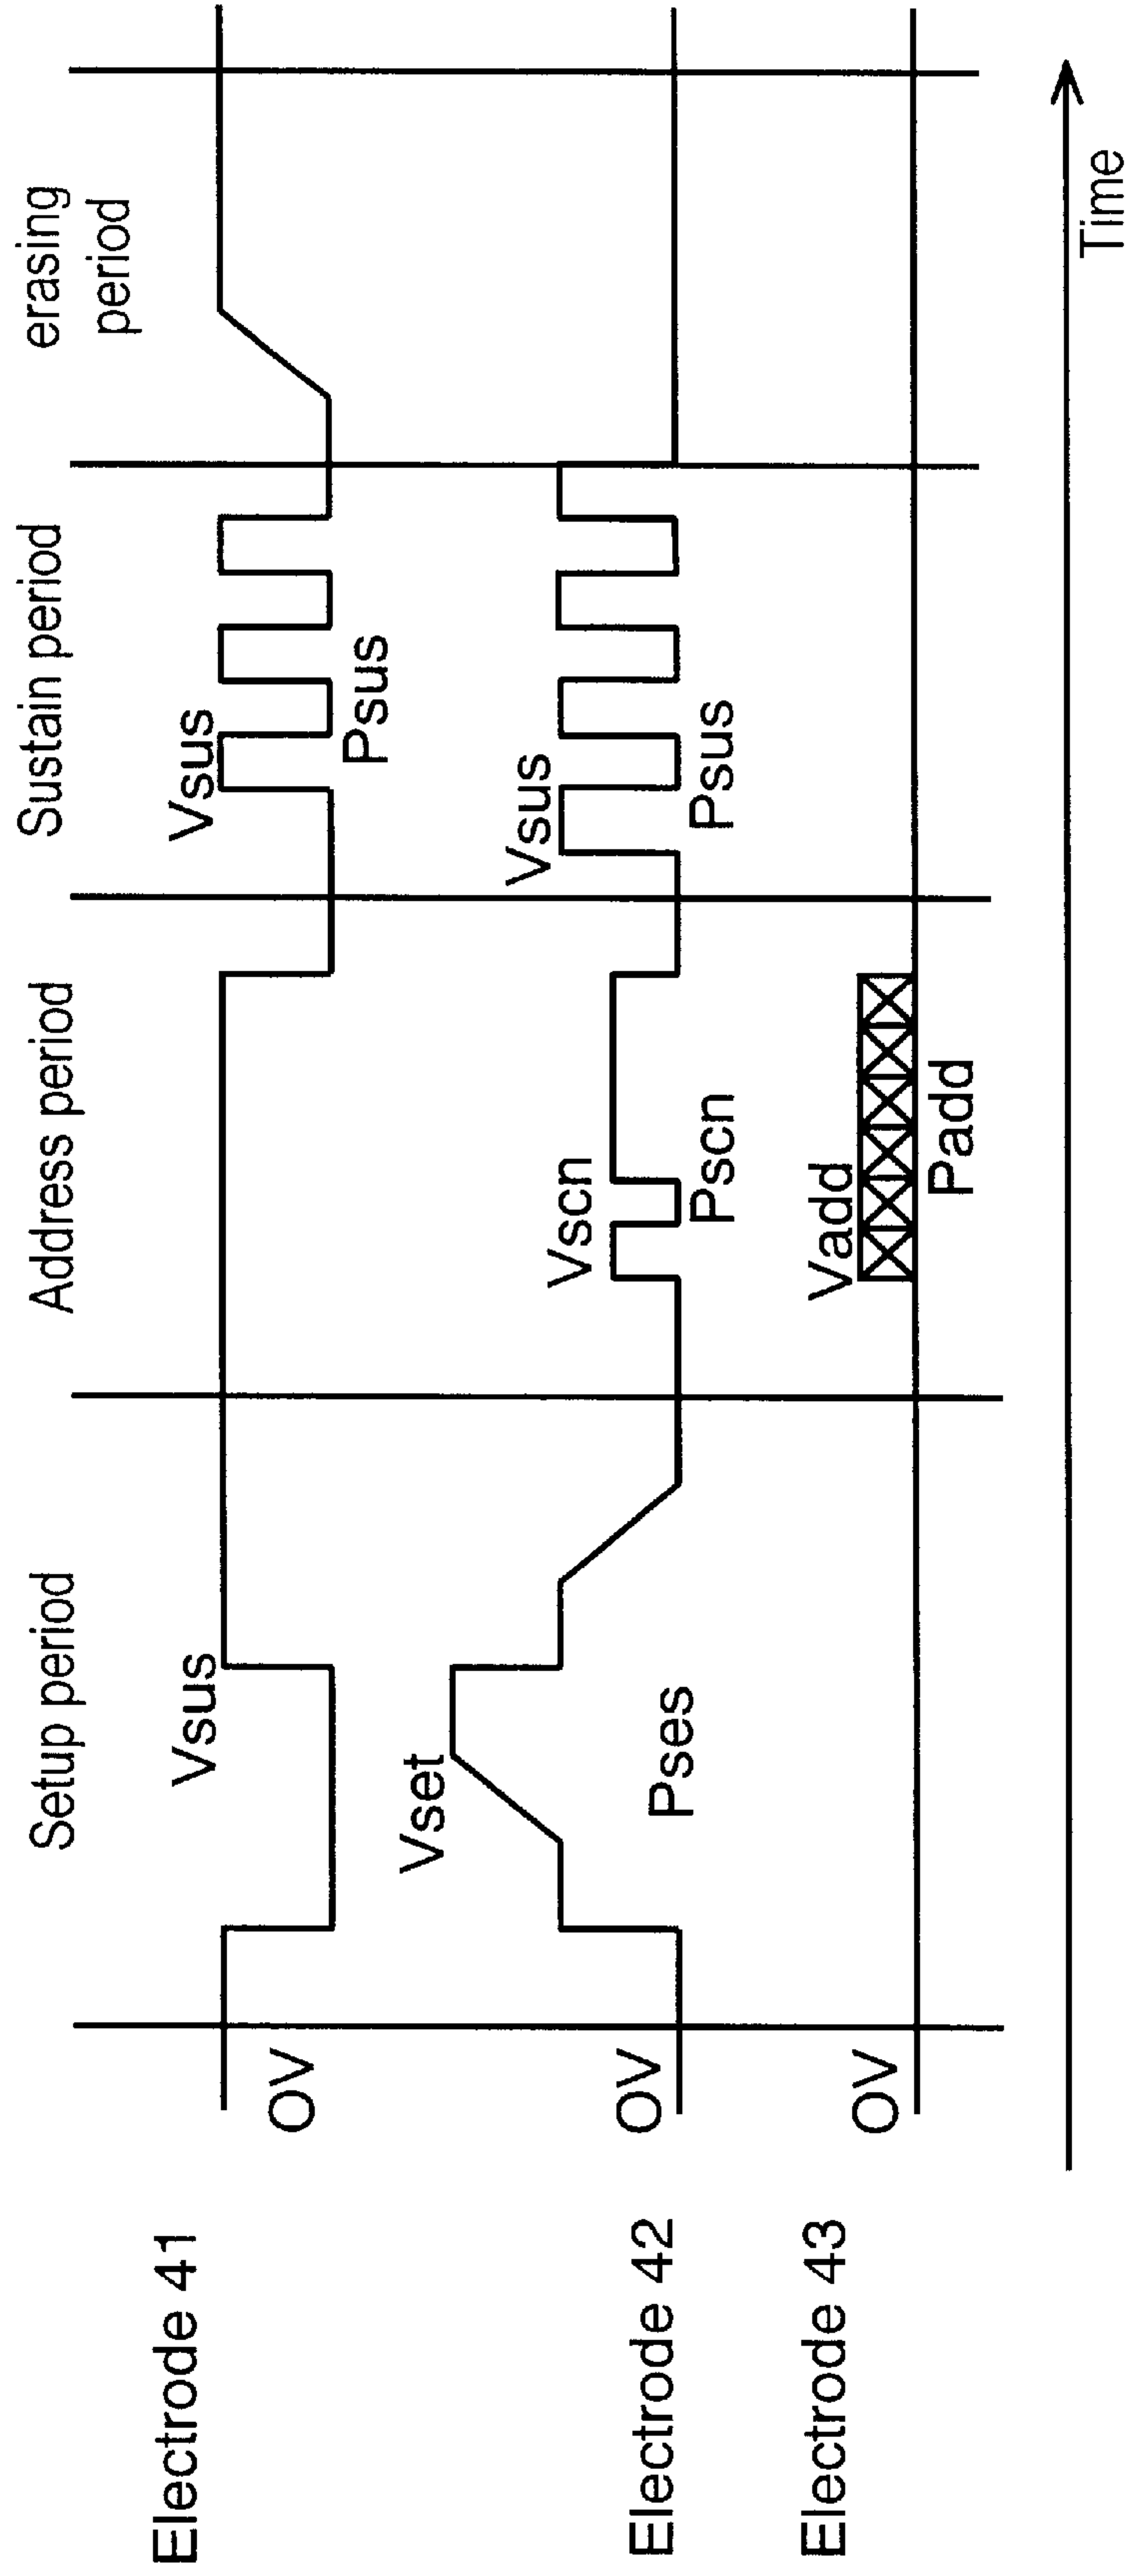 Setup period
Address period
Sustain period
erasing
period
Electrode 41
OV
Vsus
Vsus
Psus
Electrode 42
OV
Vset
Pses
Vscn
Pscn
Vsus
Psus
Electrode 43
OV
Vadd
Padd
Time